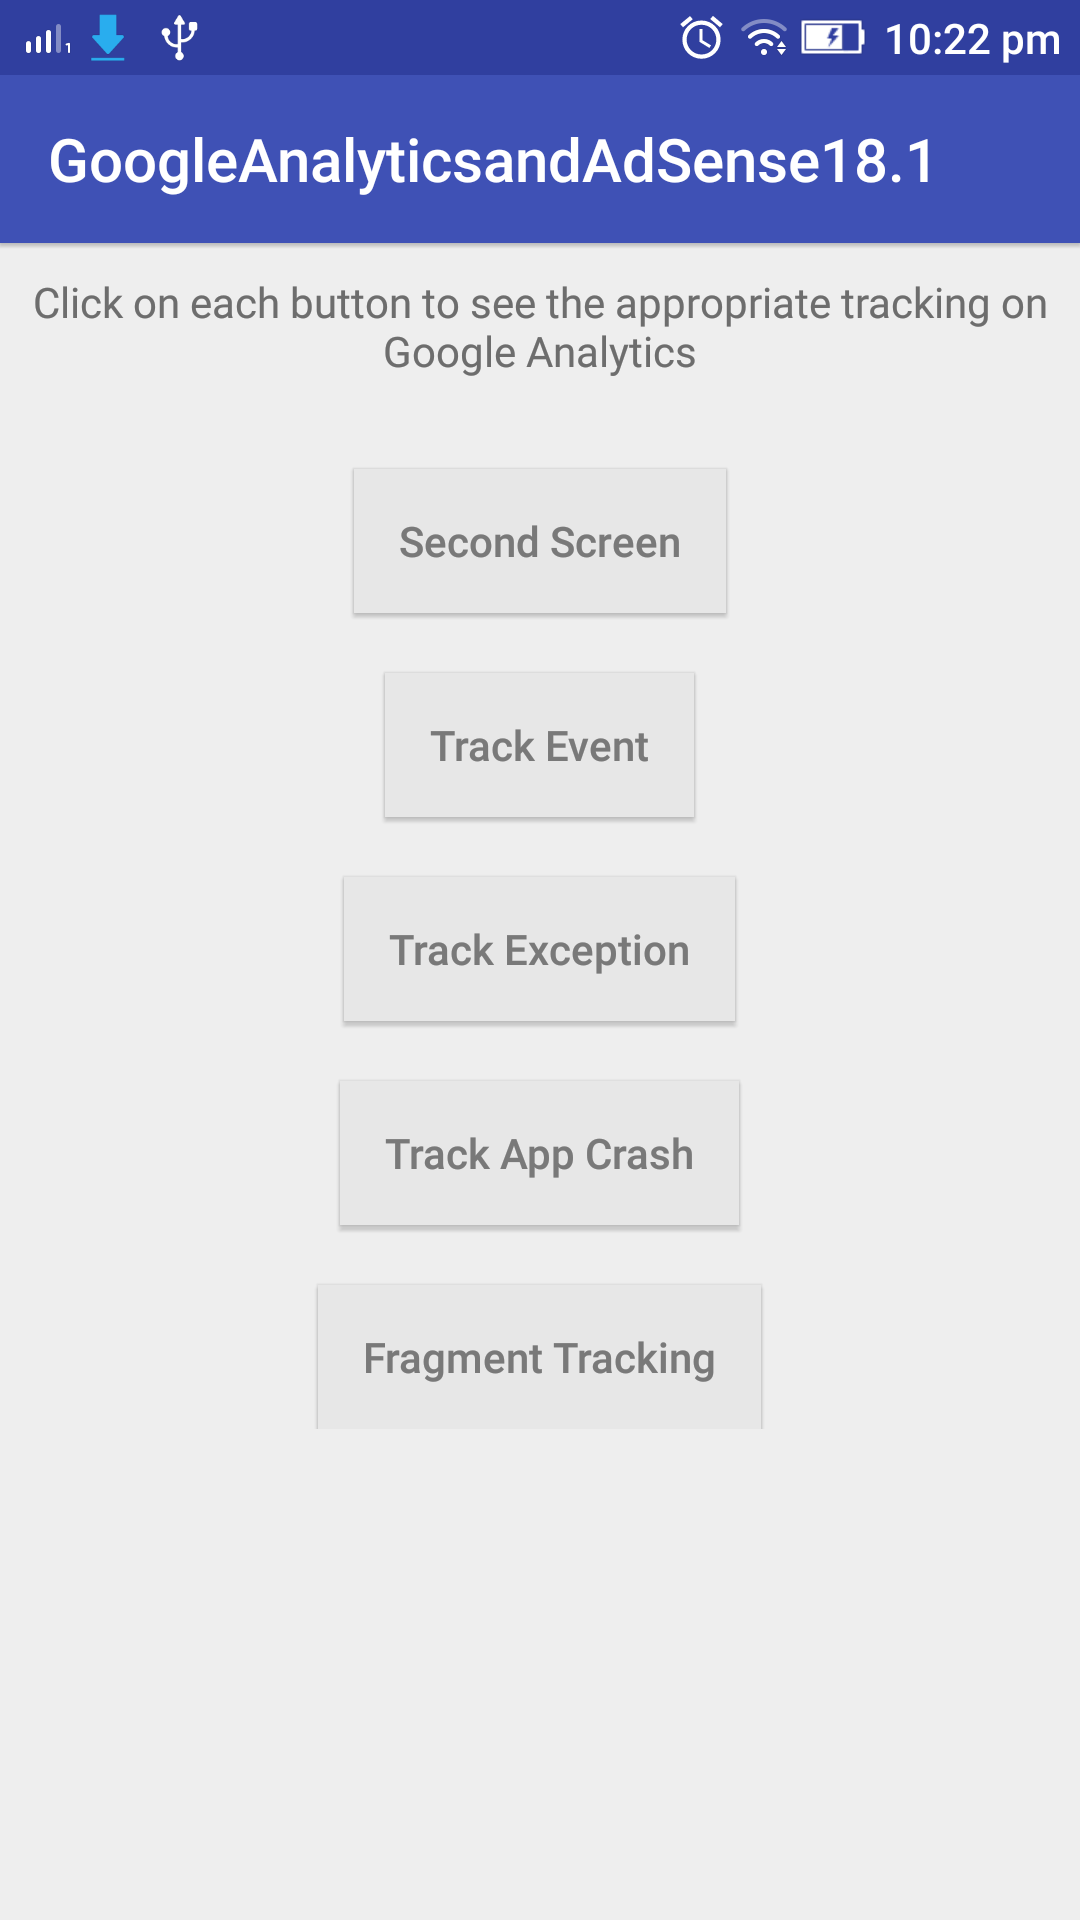 1
10:22 pm
GoogleAnalyticsandAdSense18.1
Click on each button to see the appropriate tracking on
Google Analytics
Second Screen
Track Event
Track Exception
Track App Crash
Fragment Tracking